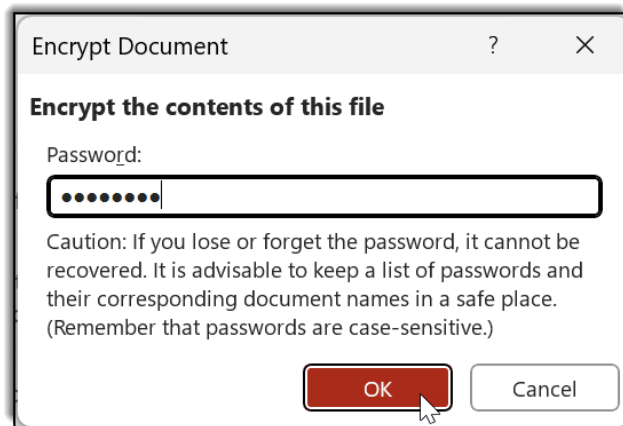 Encrypt Document ?
Encrypt the contents of this file
Password:
••••••••
Caution: If you lose or forget the password, it cannot be
recovered. It is advisable to keep a list of passwords and
their corresponding document names in a safe place.
(Remember that passwords are case-sensitive.)
OK Cancel